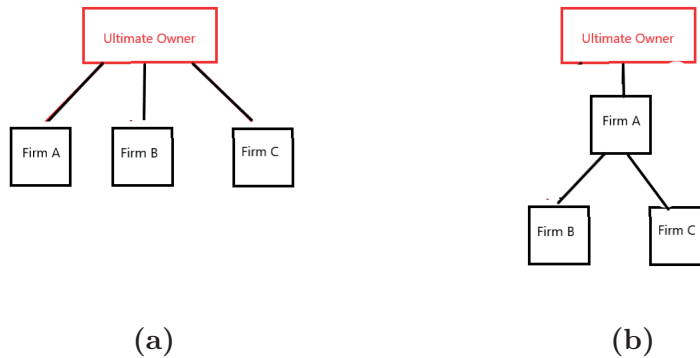 Ultimate Owner
Firm A
Firm B
Firm C
(a)
Ultimate Owner
Firm A
Firm B
Firm C
(b)